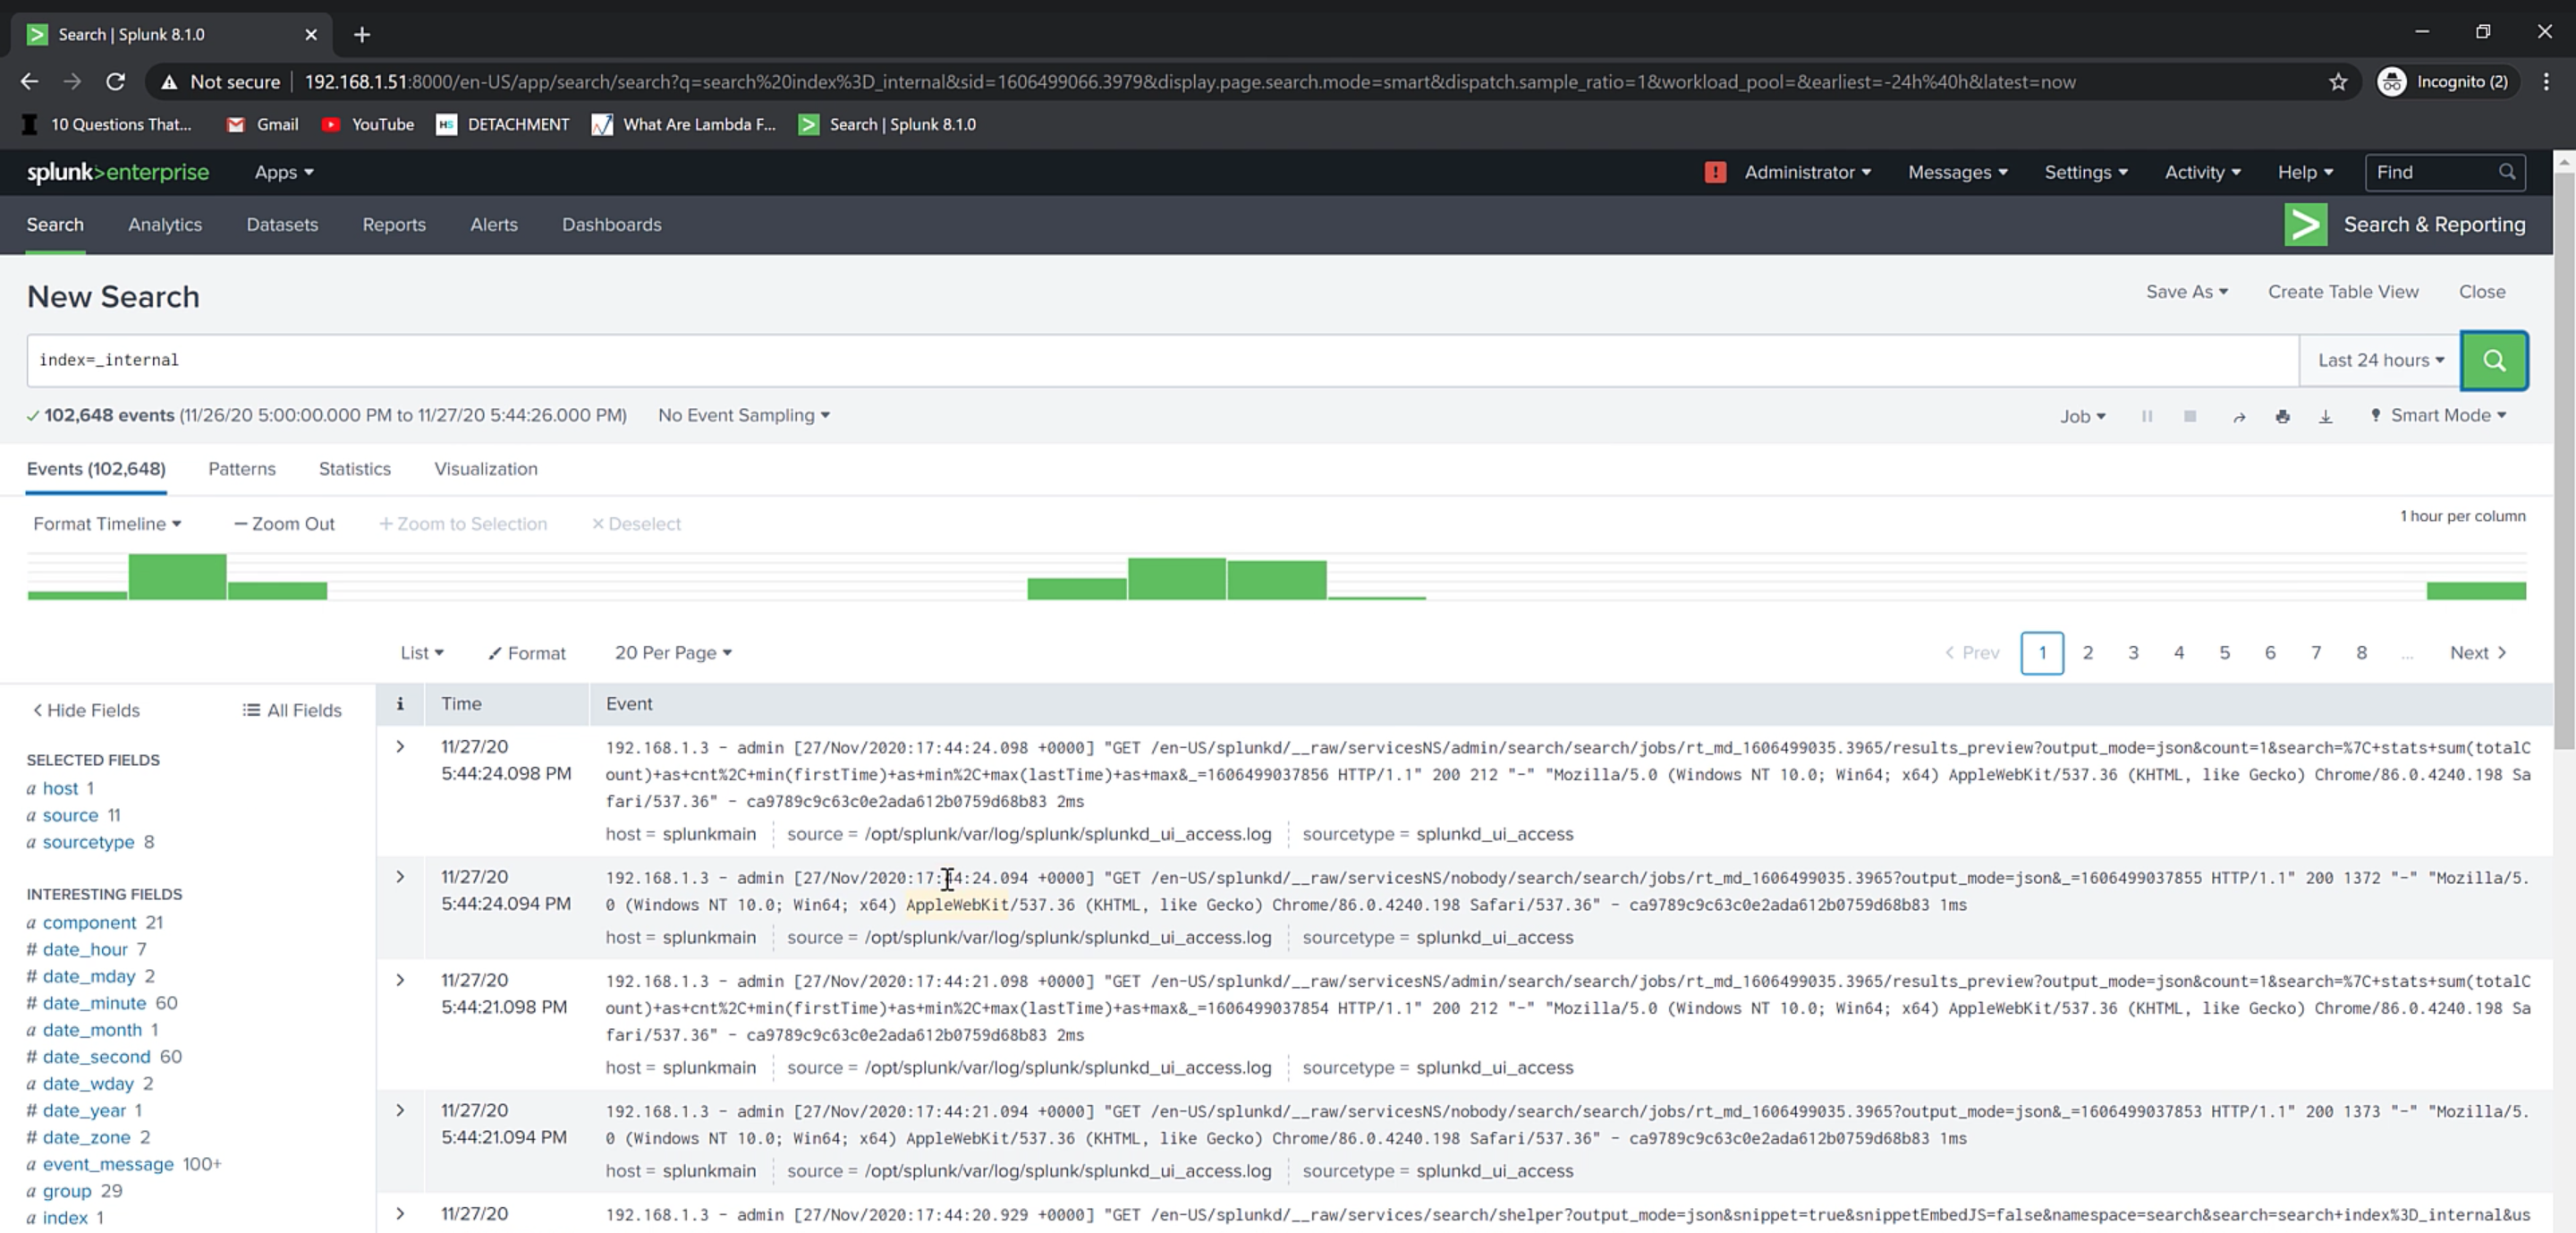 Search | Splunk 8.1.0
Not secure | 192.168.1.51:8000/en-US/app/search/search?q=search%20index%3D_internal&sid=1606499066.3979&display.page.search.mode=smart&dispatch.sample_ratio=1&workload_pool=&earliest=-24h%40h&latest=now Incognito (2)
10 Questions That... Gmail YouTube HS DETACHMENT What Are Lambda F... Search | Splunk 8.1.0
splunk>enterprise Apps Administrator Messages Settings Activity Help Find
Search Analytics Datasets Reports Alerts Dashboards Search & Reporting
New Search Save As Create Table View Close
index=_internal Last 24 hours
102,648 events (11/26/20 5:00:00.000 PM to 11/27/20 5:44:26.000 PM) No Event Sampling Job Smart Mode
Events (102,648) Patterns Statistics Visualization
Format Timeline — Zoom Out + Zoom to Selection × Deselect 1 hour per column
List Format 20 Per Page < Prev 1 2 3 4 5 6 7 8 ... Next >
< Hide Fields All Fields
SELECTED FIELDS
a host 1
a source 11
a sourcetype 8
INTERESTING FIELDS
a component 21
# date_hour 7
# date_mday 2
# date_minute 60
a date_month 1
# date_second 60
a date_wday 2
# date_year 1
# date_zone 2
a event_message 100+
a group 29
a index 1
i Time Event
> 11/27/20 5:44:24.098 PM
192.168.1.3 - admin [27/Nov/2020:17:44:24.098 +0000] "GET /en-US/splunkd/__raw/servicesNS/admin/search/search/jobs/rt_md_1606499035.3965/results_preview?output_mode=json&count=1&search=%7C+stats+sum(totalC
ount)+as+cnt%2C+min(firstTime)+as+min%2C+max(lastTime)+as+max&_=1606499037856 HTTP/1.1" 200 212 "-" "Mozilla/5.0 (Windows NT 10.0; Win64; x64) AppleWebKit/537.36 (KHTML, like Gecko) Chrome/86.0.4240.198 Sa
fari/537.36" - ca9789c9c63c0e2ada612b0759d68b83 2ms
host = splunkmain source = /opt/splunk/var/log/splunk/splunkd_ui_access.log sourcetype = splunkd_ui_access
> 11/27/20 5:44:24.094 PM
192.168.1.3 - admin [27/Nov/2020:17:44:24.094 +0000] "GET /en-US/splunkd/__raw/servicesNS/nobody/search/search/jobs/rt_md_1606499035.3965?output_mode=json&_=1606499037855 HTTP/1.1" 200 1372 "-" "Mozilla/5.
0 (Windows NT 10.0; Win64; x64) AppleWebKit/537.36 (KHTML, like Gecko) Chrome/86.0.4240.198 Safari/537.36" - ca9789c9c63c0e2ada612b0759d68b83 1ms
host = splunkmain source = /opt/splunk/var/log/splunk/splunkd_ui_access.log sourcetype = splunkd_ui_access
> 11/27/20 5:44:21.098 PM
192.168.1.3 - admin [27/Nov/2020:17:44:21.098 +0000] "GET /en-US/splunkd/__raw/servicesNS/admin/search/search/jobs/rt_md_1606499035.3965/results_preview?output_mode=json&count=1&search=%7C+stats+sum(totalC
ount)+as+cnt%2C+min(firstTime)+as+min%2C+max(lastTime)+as+max&_=1606499037854 HTTP/1.1" 200 212 "-" "Mozilla/5.0 (Windows NT 10.0; Win64; x64) AppleWebKit/537.36 (KHTML, like Gecko) Chrome/86.0.4240.198 Sa
fari/537.36" - ca9789c9c63c0e2ada612b0759d68b83 2ms
host = splunkmain source = /opt/splunk/var/log/splunk/splunkd_ui_access.log sourcetype = splunkd_ui_access
> 11/27/20 5:44:21.094 PM
192.168.1.3 - admin [27/Nov/2020:17:44:21.094 +0000] "GET /en-US/splunkd/__raw/servicesNS/nobody/search/search/jobs/rt_md_1606499035.3965?output_mode=json&_=1606499037853 HTTP/1.1" 200 1373 "-" "Mozilla/5.
0 (Windows NT 10.0; Win64; x64) AppleWebKit/537.36 (KHTML, like Gecko) Chrome/86.0.4240.198 Safari/537.36" - ca9789c9c63c0e2ada612b0759d68b83 1ms
host = splunkmain source = /opt/splunk/var/log/splunk/splunkd_ui_access.log sourcetype = splunkd_ui_access
> 11/27/20
192.168.1.3 - admin [27/Nov/2020:17:44:20.929 +0000] "GET /en-US/splunkd/__raw/services/search/shelper?output_mode=json&snippet=true&snippetEmbedJS=false&namespace=search&search=search+index%3D_internal&us